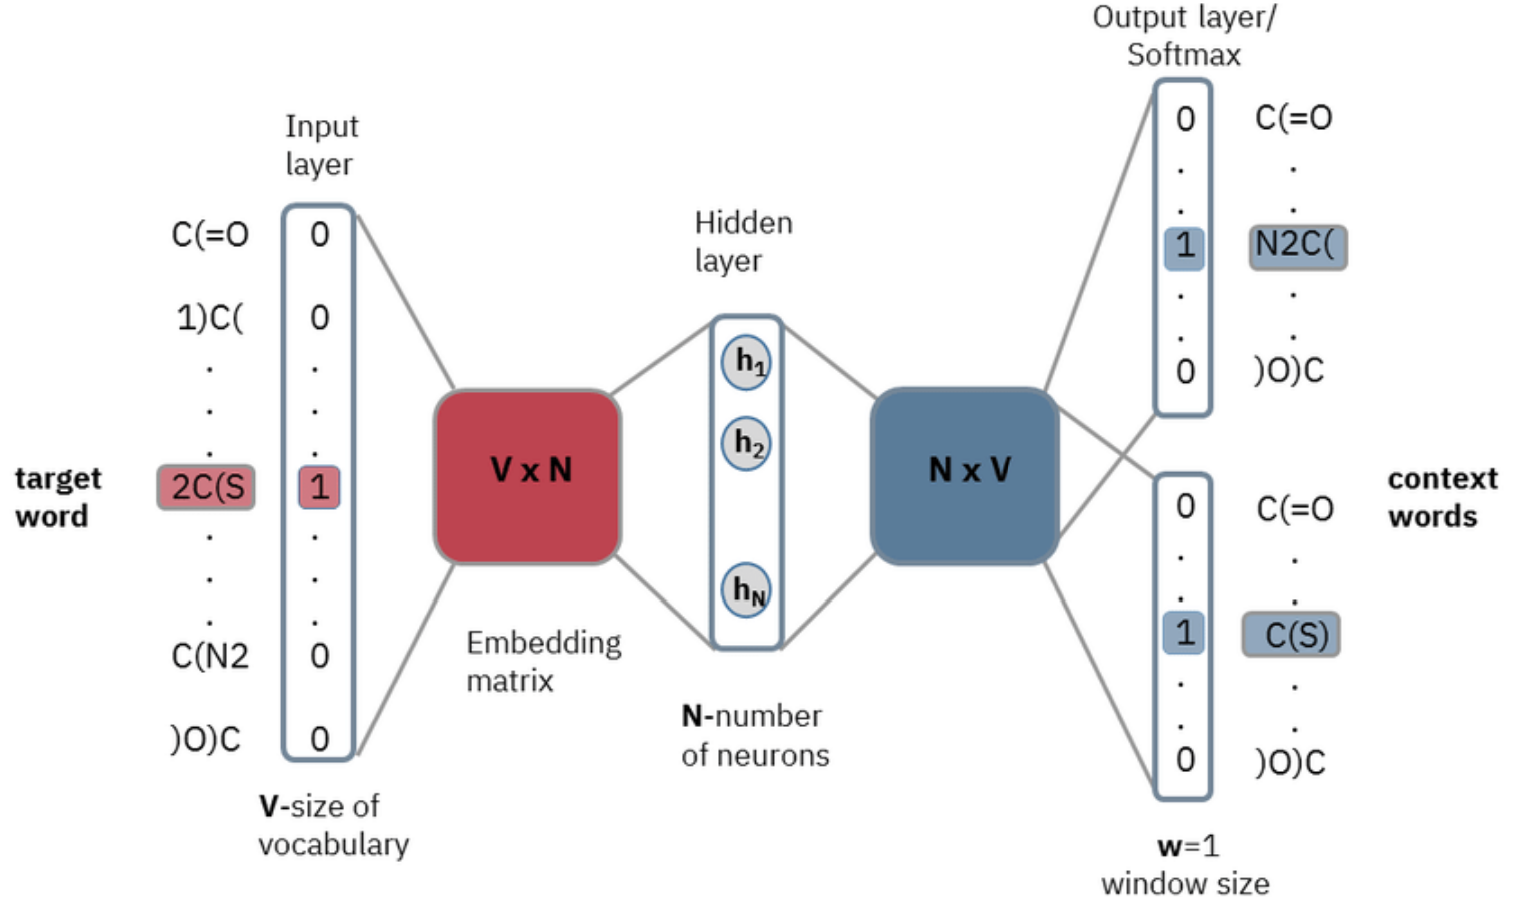 Output layer/
Softmax
Input
layer
Hidden
layer
C(=O 0
1)C( 0
.
.
.
target
word
2C(S 1
.
.
.
C(N2 0
)O)C 0
V-size of
vocabulary
V x N
Embedding
matrix
h1
h2
hN
N-number
of neurons
N x V
0 C(=O
. .
. .
1 N2C(
. .
. .
0 )O)C
context
words
0 C(=O
. .
. .
1 C(S)
. .
. .
0 )O)C
w=1
window size